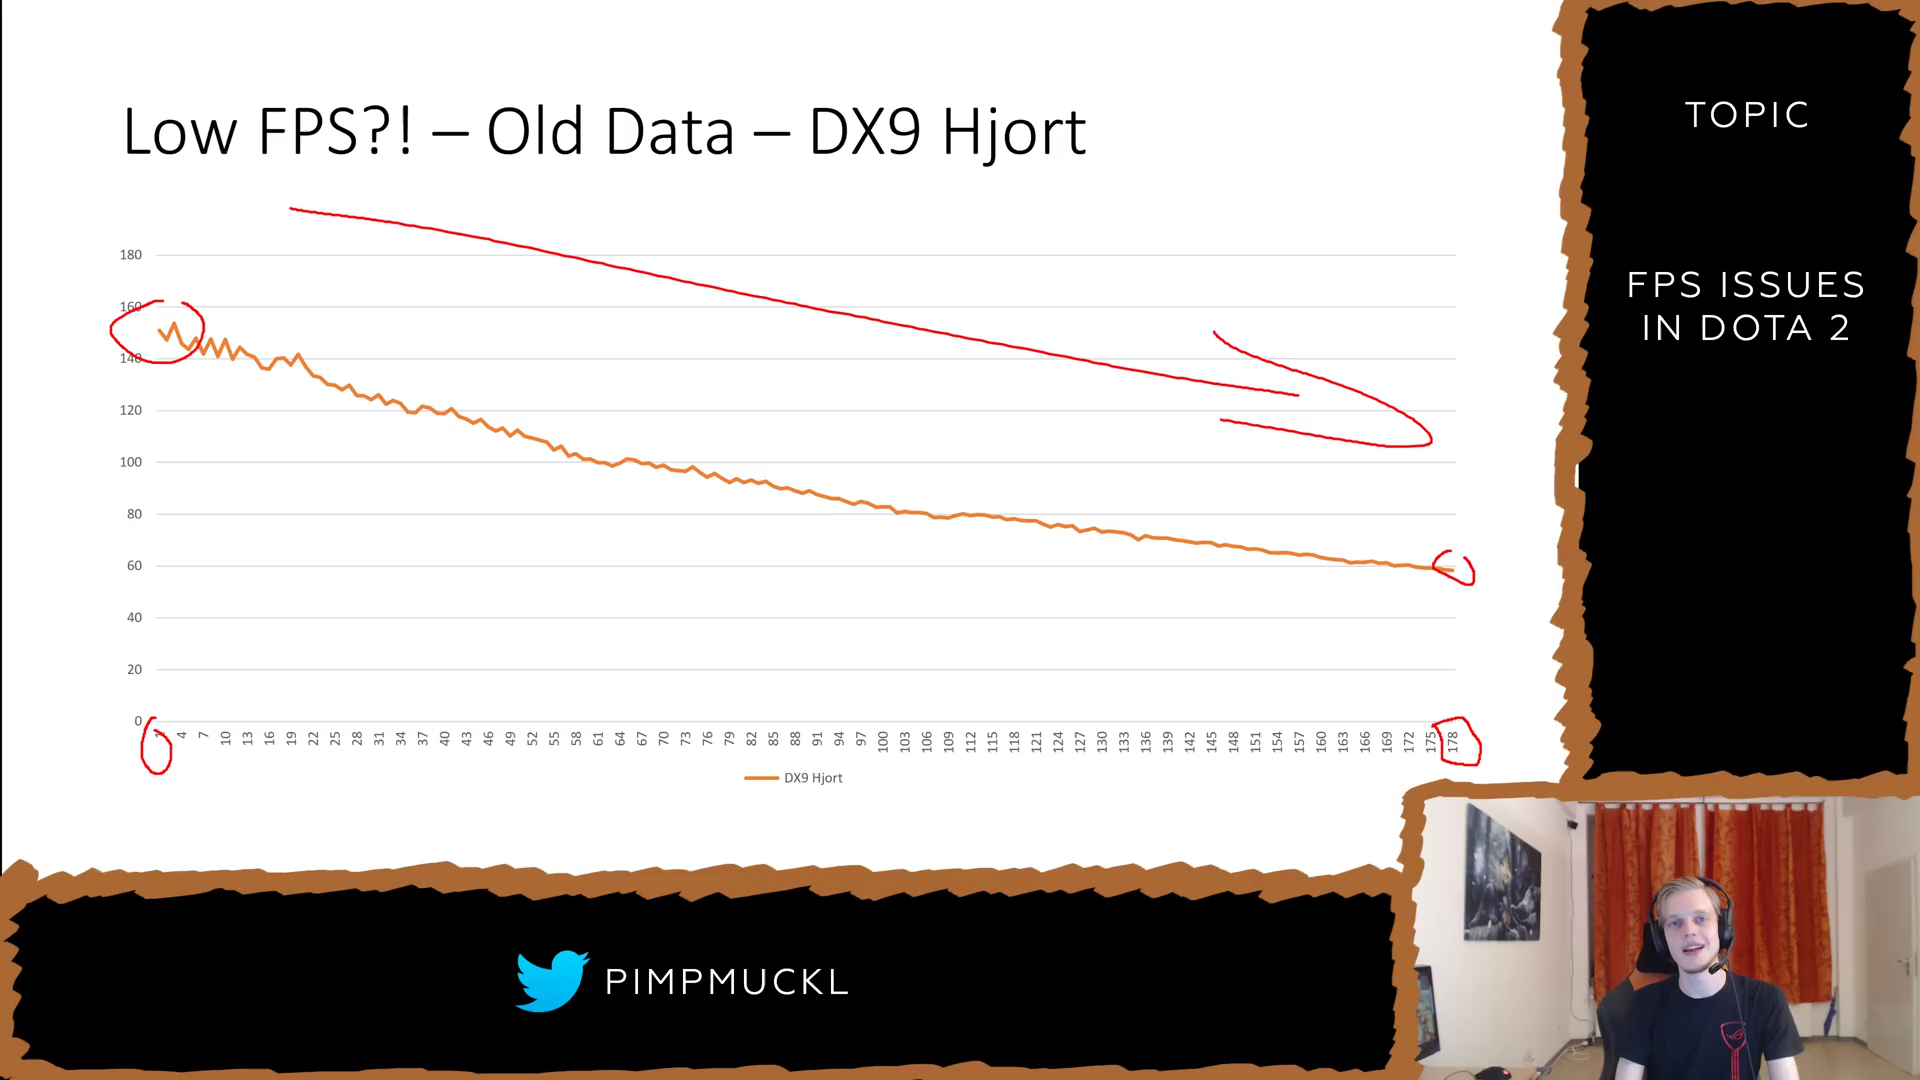 Low FPS?! – Old Data – DX9 Hjort
180
160
140
120
100
80
60
40
20
0
4 7 10 13 16 19 22 25 28 31 34 37 40 43 46 49 52 55 58 61 64 67 70 73 76 79 82 85 88 91 94 97 100 103 106 109 112 115 118 121 124 127 130 133 136 139 142 145 148 151 154 157 160 163 166 169 172 175 178
DX9 Hjort
TOPIC
FPS ISSUES
IN DOTA 2
PIMPMUCKL